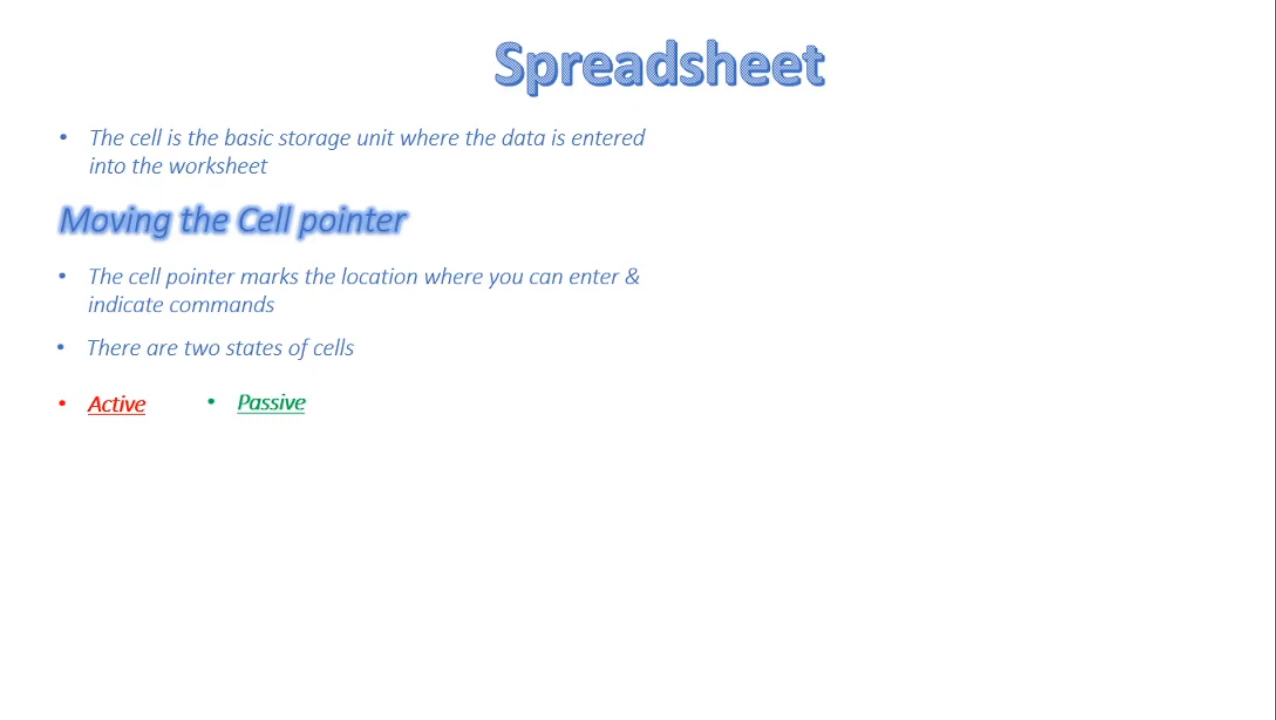 Spreadsheet
• The cell is the basic storage unit where the data is entered
into the worksheet
Moving the Cell pointer
• The cell pointer marks the location where you can enter &
indicate commands
• There are two states of cells
• Active • Passive